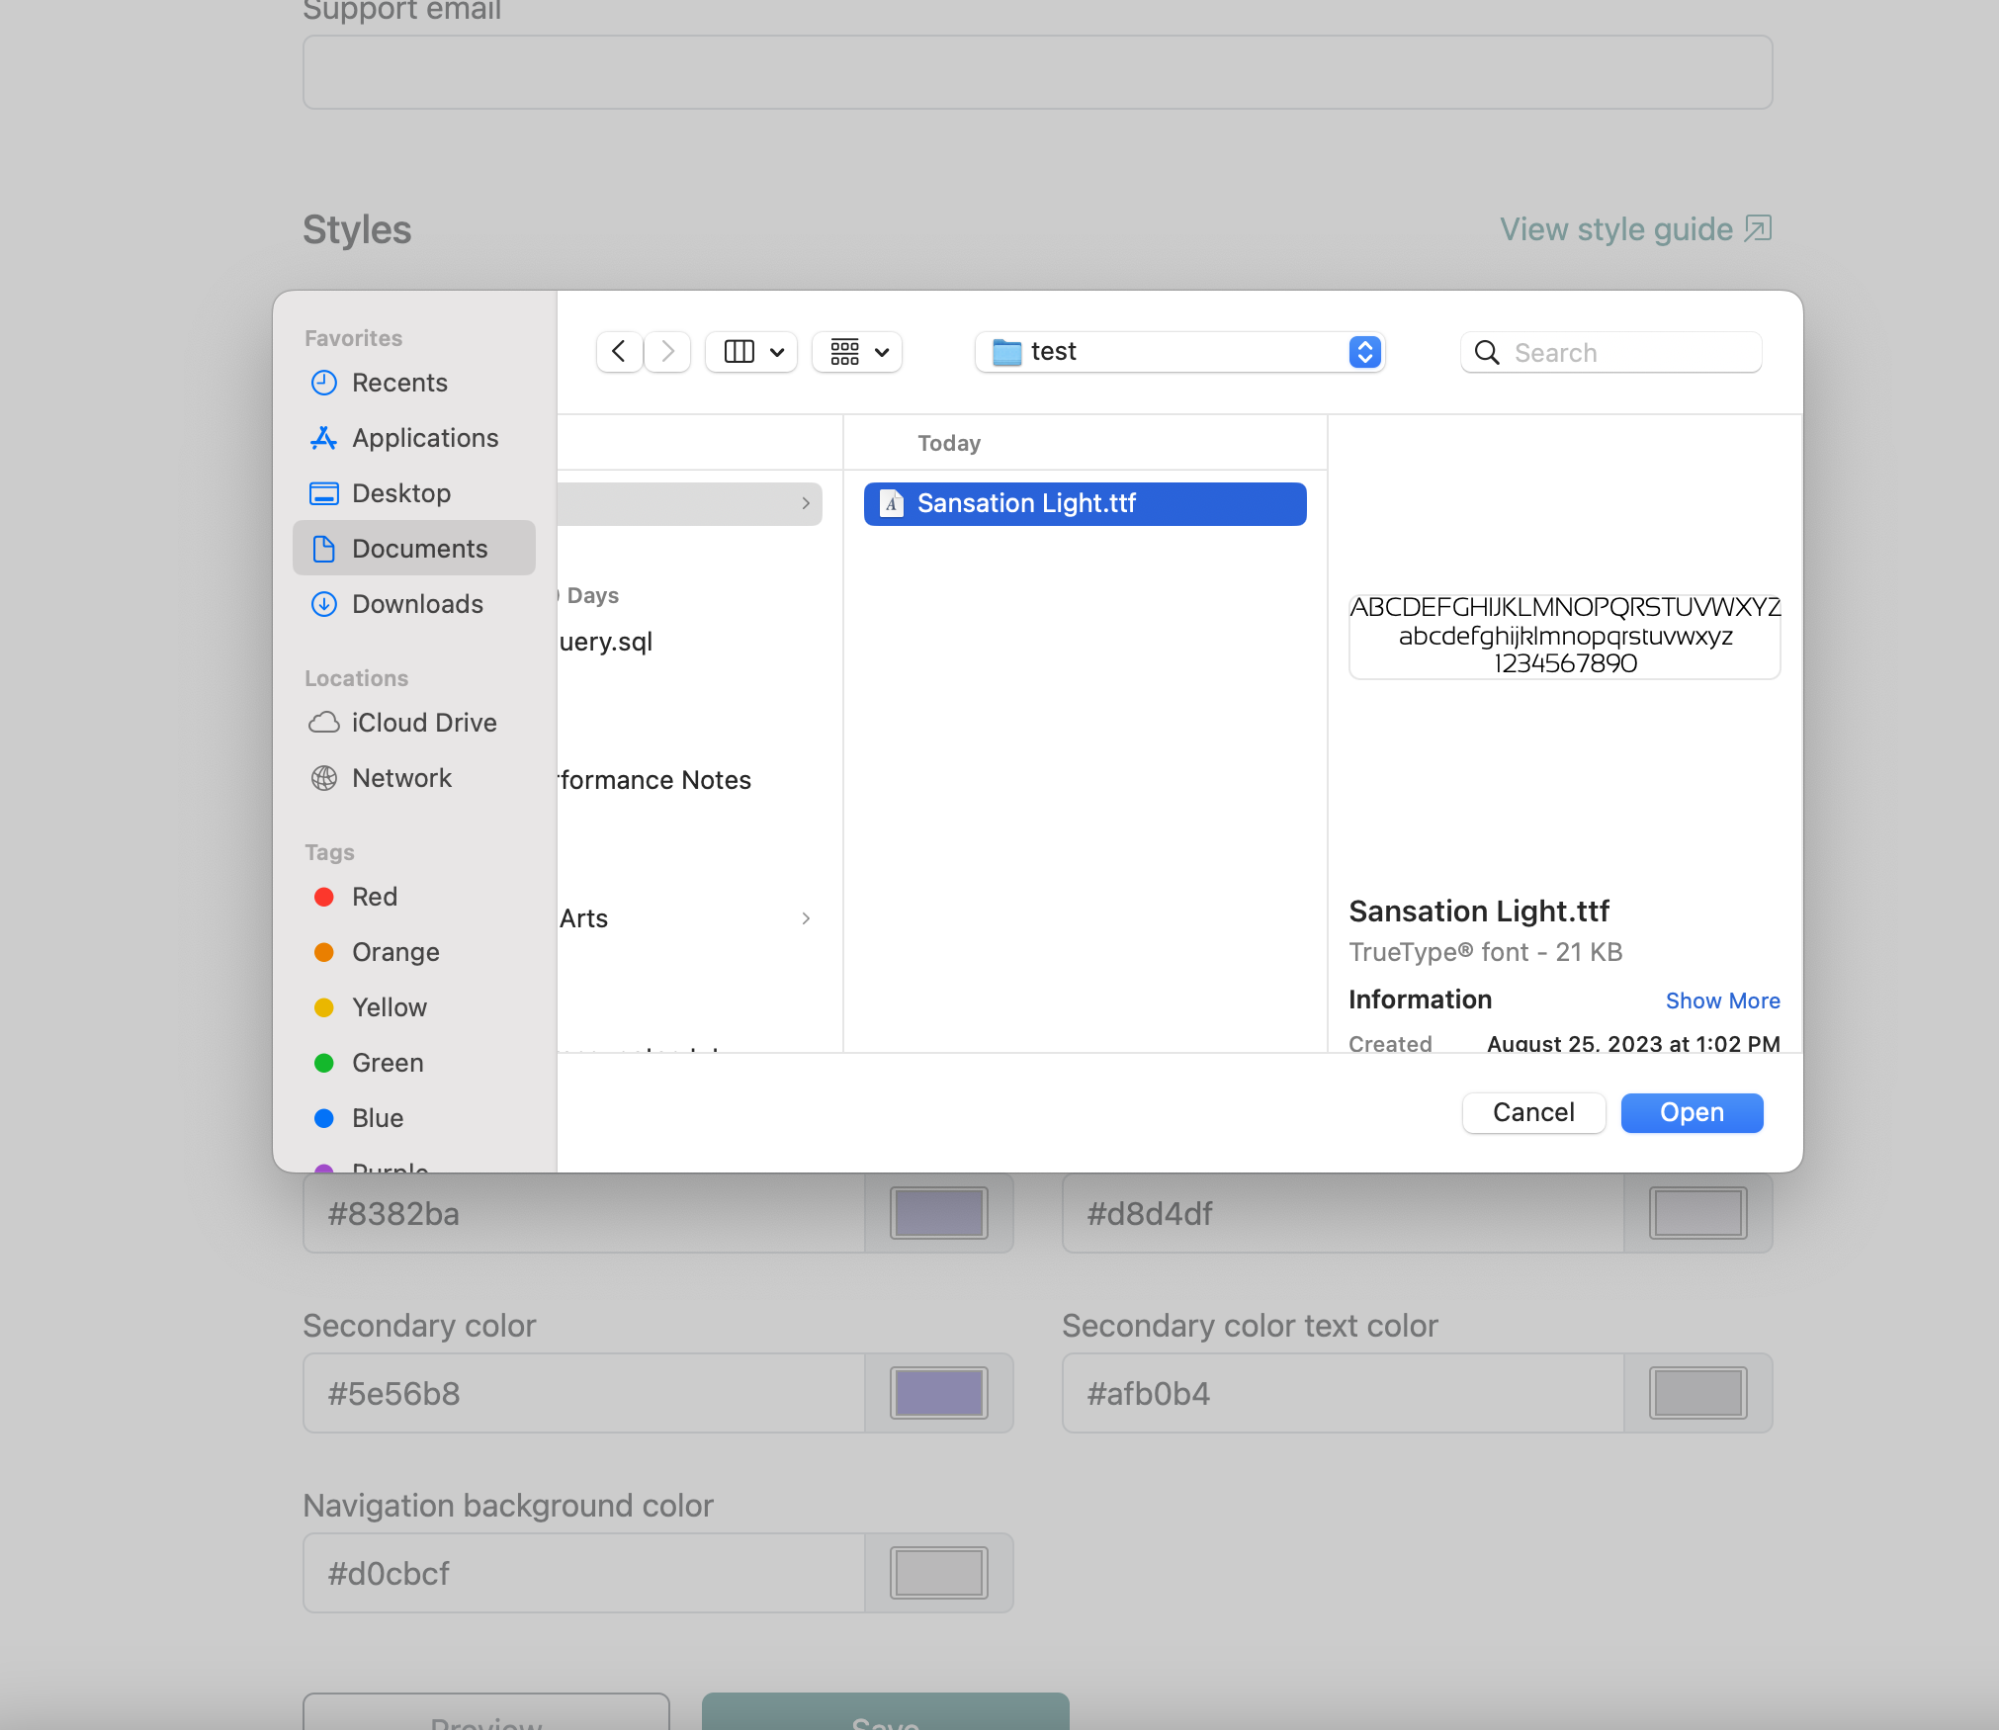 Support email
Styles
View style guide
Favorites
Recents
Applications
Desktop
Documents
Downloads
Locations
iCloud Drive
Network
Tags
Red
Orange
Yellow
Green
Blue
Purple
test
Search
Days
uery.sql
formance Notes
Arts
Today
Sansation Light.ttf
ABCDEFGHIJKLMNOPQRSTUVWXYZ
abcdefghijklmnopqrstuvwxyz
1234567890
Sansation Light.ttf
TrueType® font - 21 KB
Information
Show More
Created
August 25, 2023 at 1:02 PM
Cancel
Open
#8382ba
#d8d4df
Secondary color
Secondary color text color
#5e56b8
#afb0b4
Navigation background color
#d0cbcf
Preview
Save